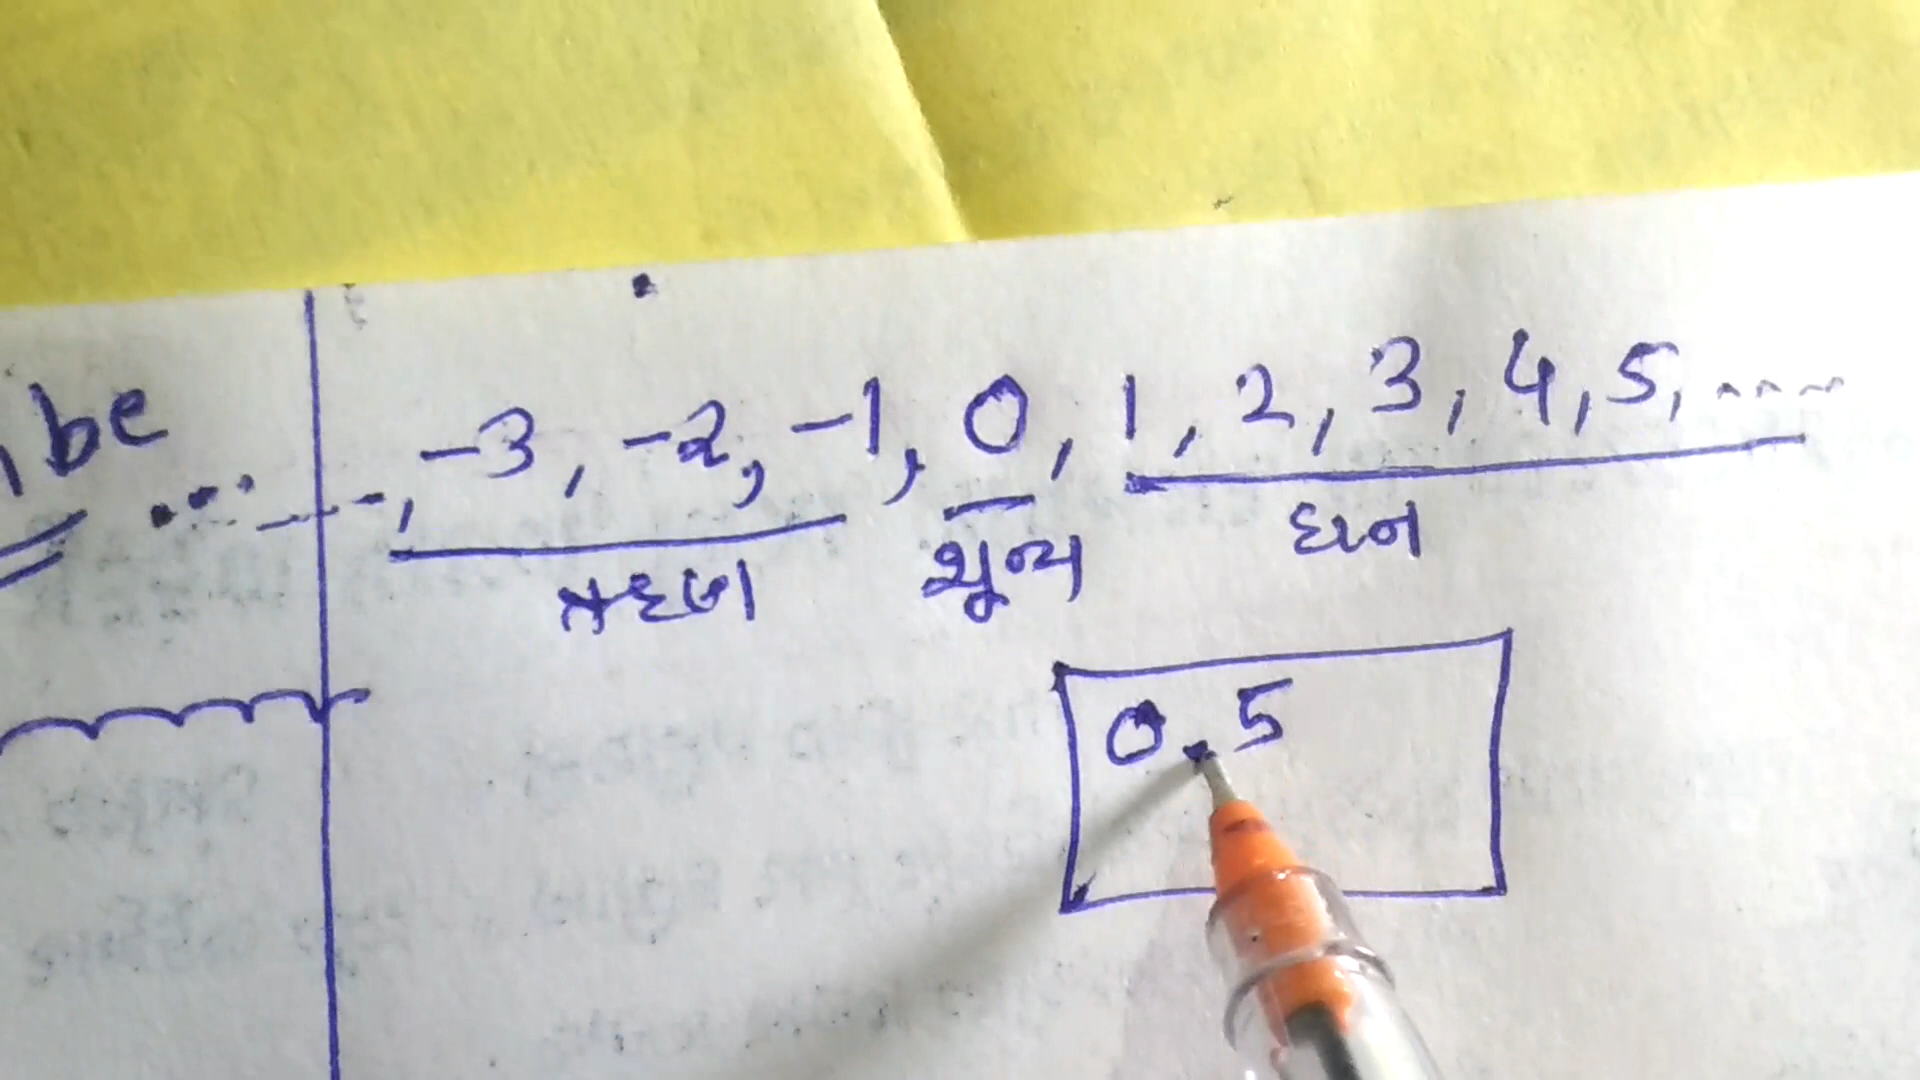 be
....., -3, -2, -1, 0, 1, 2, 3, 4, 5, ....
ઋણ શૂન્ય ધન
0.5